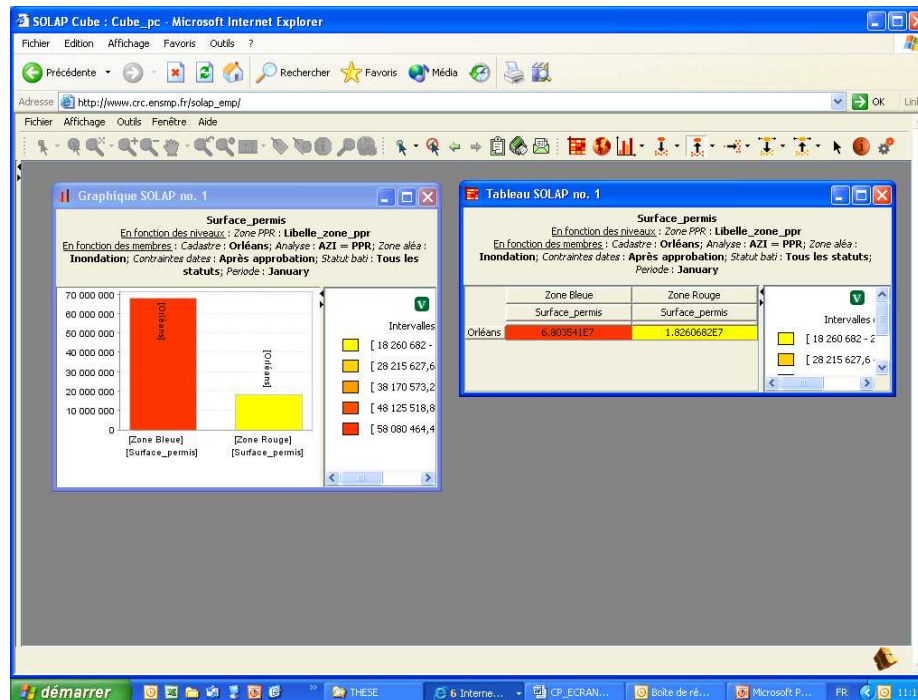 SOLAP Cube : Cube_pc - Microsoft Internet Explorer
Fichier Edition Affichage Favoris Outils ?
Précédente Rechercher Favoris Média
Adresse http://www.crc.ensmp.fr/solap_emp/ OK
Fichier Affichage Outils Fenêtre Aide
Graphique SOLAP no. 1
Surface_permis
En fonction des niveaux : Zone PPR : Libelle_zone_ppr
En fonction des membres : Cadastre : Orléans; Analyse : AZI = PPR; Zone aléa :
Inondation; Contraintes dates : Après approbation; Statut bati : Tous les
statuts; Periode : January
70 000 000
60 000 000
50 000 000
40 000 000
30 000 000
20 000 000
10 000 000
0
[Orléans]
[Orléans]
[Zone Bleue] [Zone Rouge]
[Surface_permis] [Surface_permis]
V
Intervalles
[ 18 260 682 -
[ 28 215 627,6
[ 38 170 573,2
[ 48 125 518,8
[ 58 080 464,4
Tableau SOLAP no. 1
Surface_permis
En fonction des niveaux : Zone PPR : Libelle_zone_ppr
En fonction des membres : Cadastre : Orléans; Analyse : AZI = PPR; Zone aléa :
Inondation; Contraintes dates : Après approbation; Statut bati : Tous les statuts;
Periode : January
Zone Bleue Zone Rouge
Surface_permis Surface_permis
Orléans 6.803541E7 1.8260682E7
V
Intervalles
[ 18 260 682 - 2
[ 28 215 627,6 -
démarrer THESE 6 Interne... CP_ECRAN... Boîte de ré... Microsoft P... FR